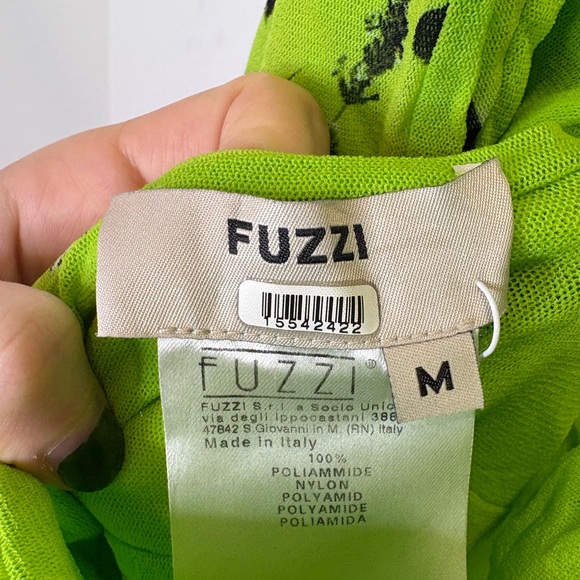 FUZZI
15542422
FUZZI®
M
FUZZI S.r.l. a Socio Unico
via degli Ippocastani 386
47842 S.Giovanni in M. (RN) Italy
Made in Italy
100%
POLIAMMIDE
NYLON
POLYAMID
POLYAMIDE
POLIAMIDA